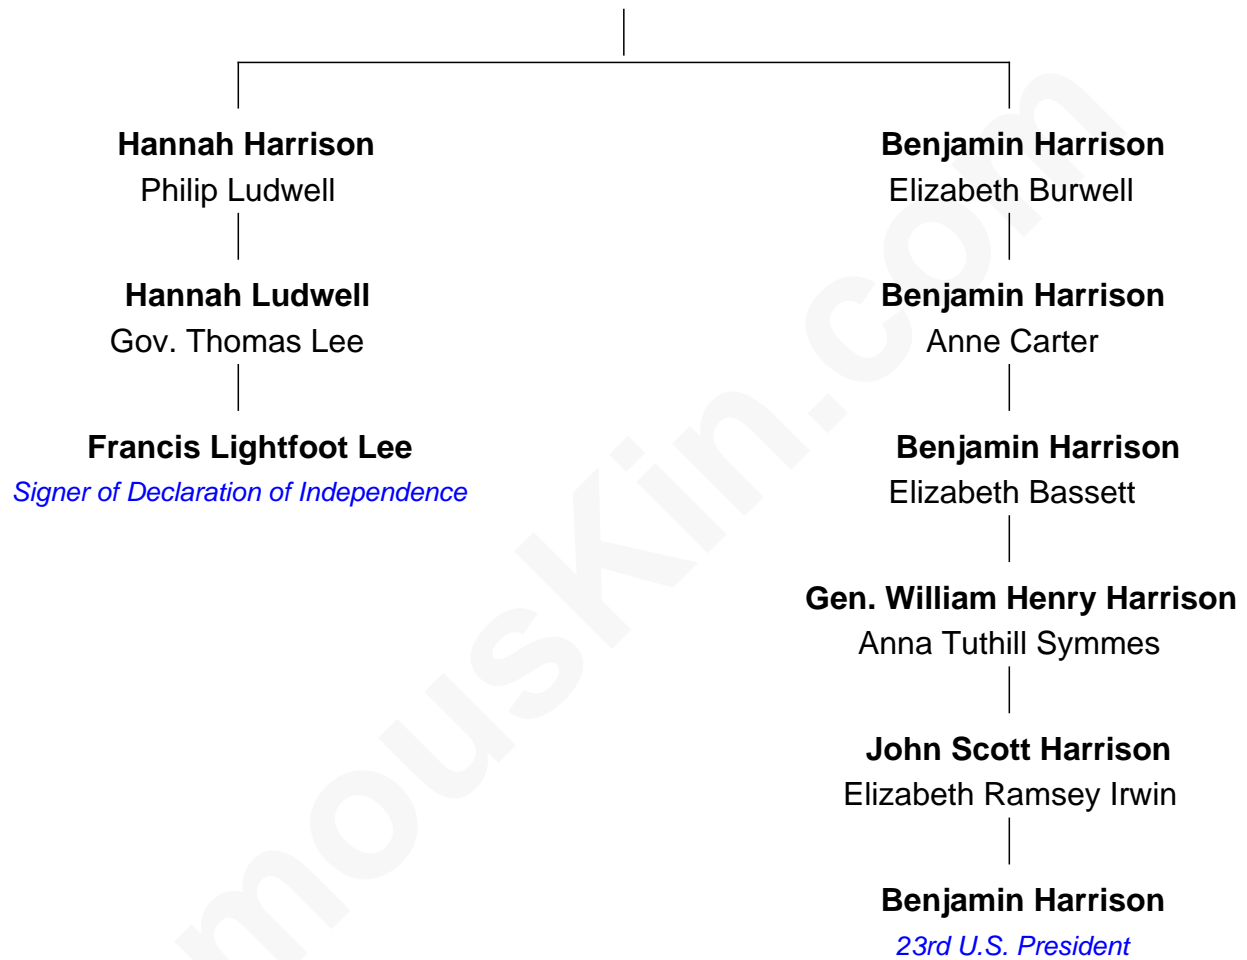 Hannah Harrison
Philip Ludwell
Hannah Ludwell
Gov. Thomas Lee
Francis Lightfoot Lee
Signer of Declaration of Independence
Benjamin Harrison
Elizabeth Burwell
Benjamin Harrison
Anne Carter
Benjamin Harrison
Elizabeth Bassett
Gen. William Henry Harrison
Anna Tuthill Symmes
John Scott Harrison
Elizabeth Ramsey Irwin
Benjamin Harrison
23rd U.S. President
mousKin.com